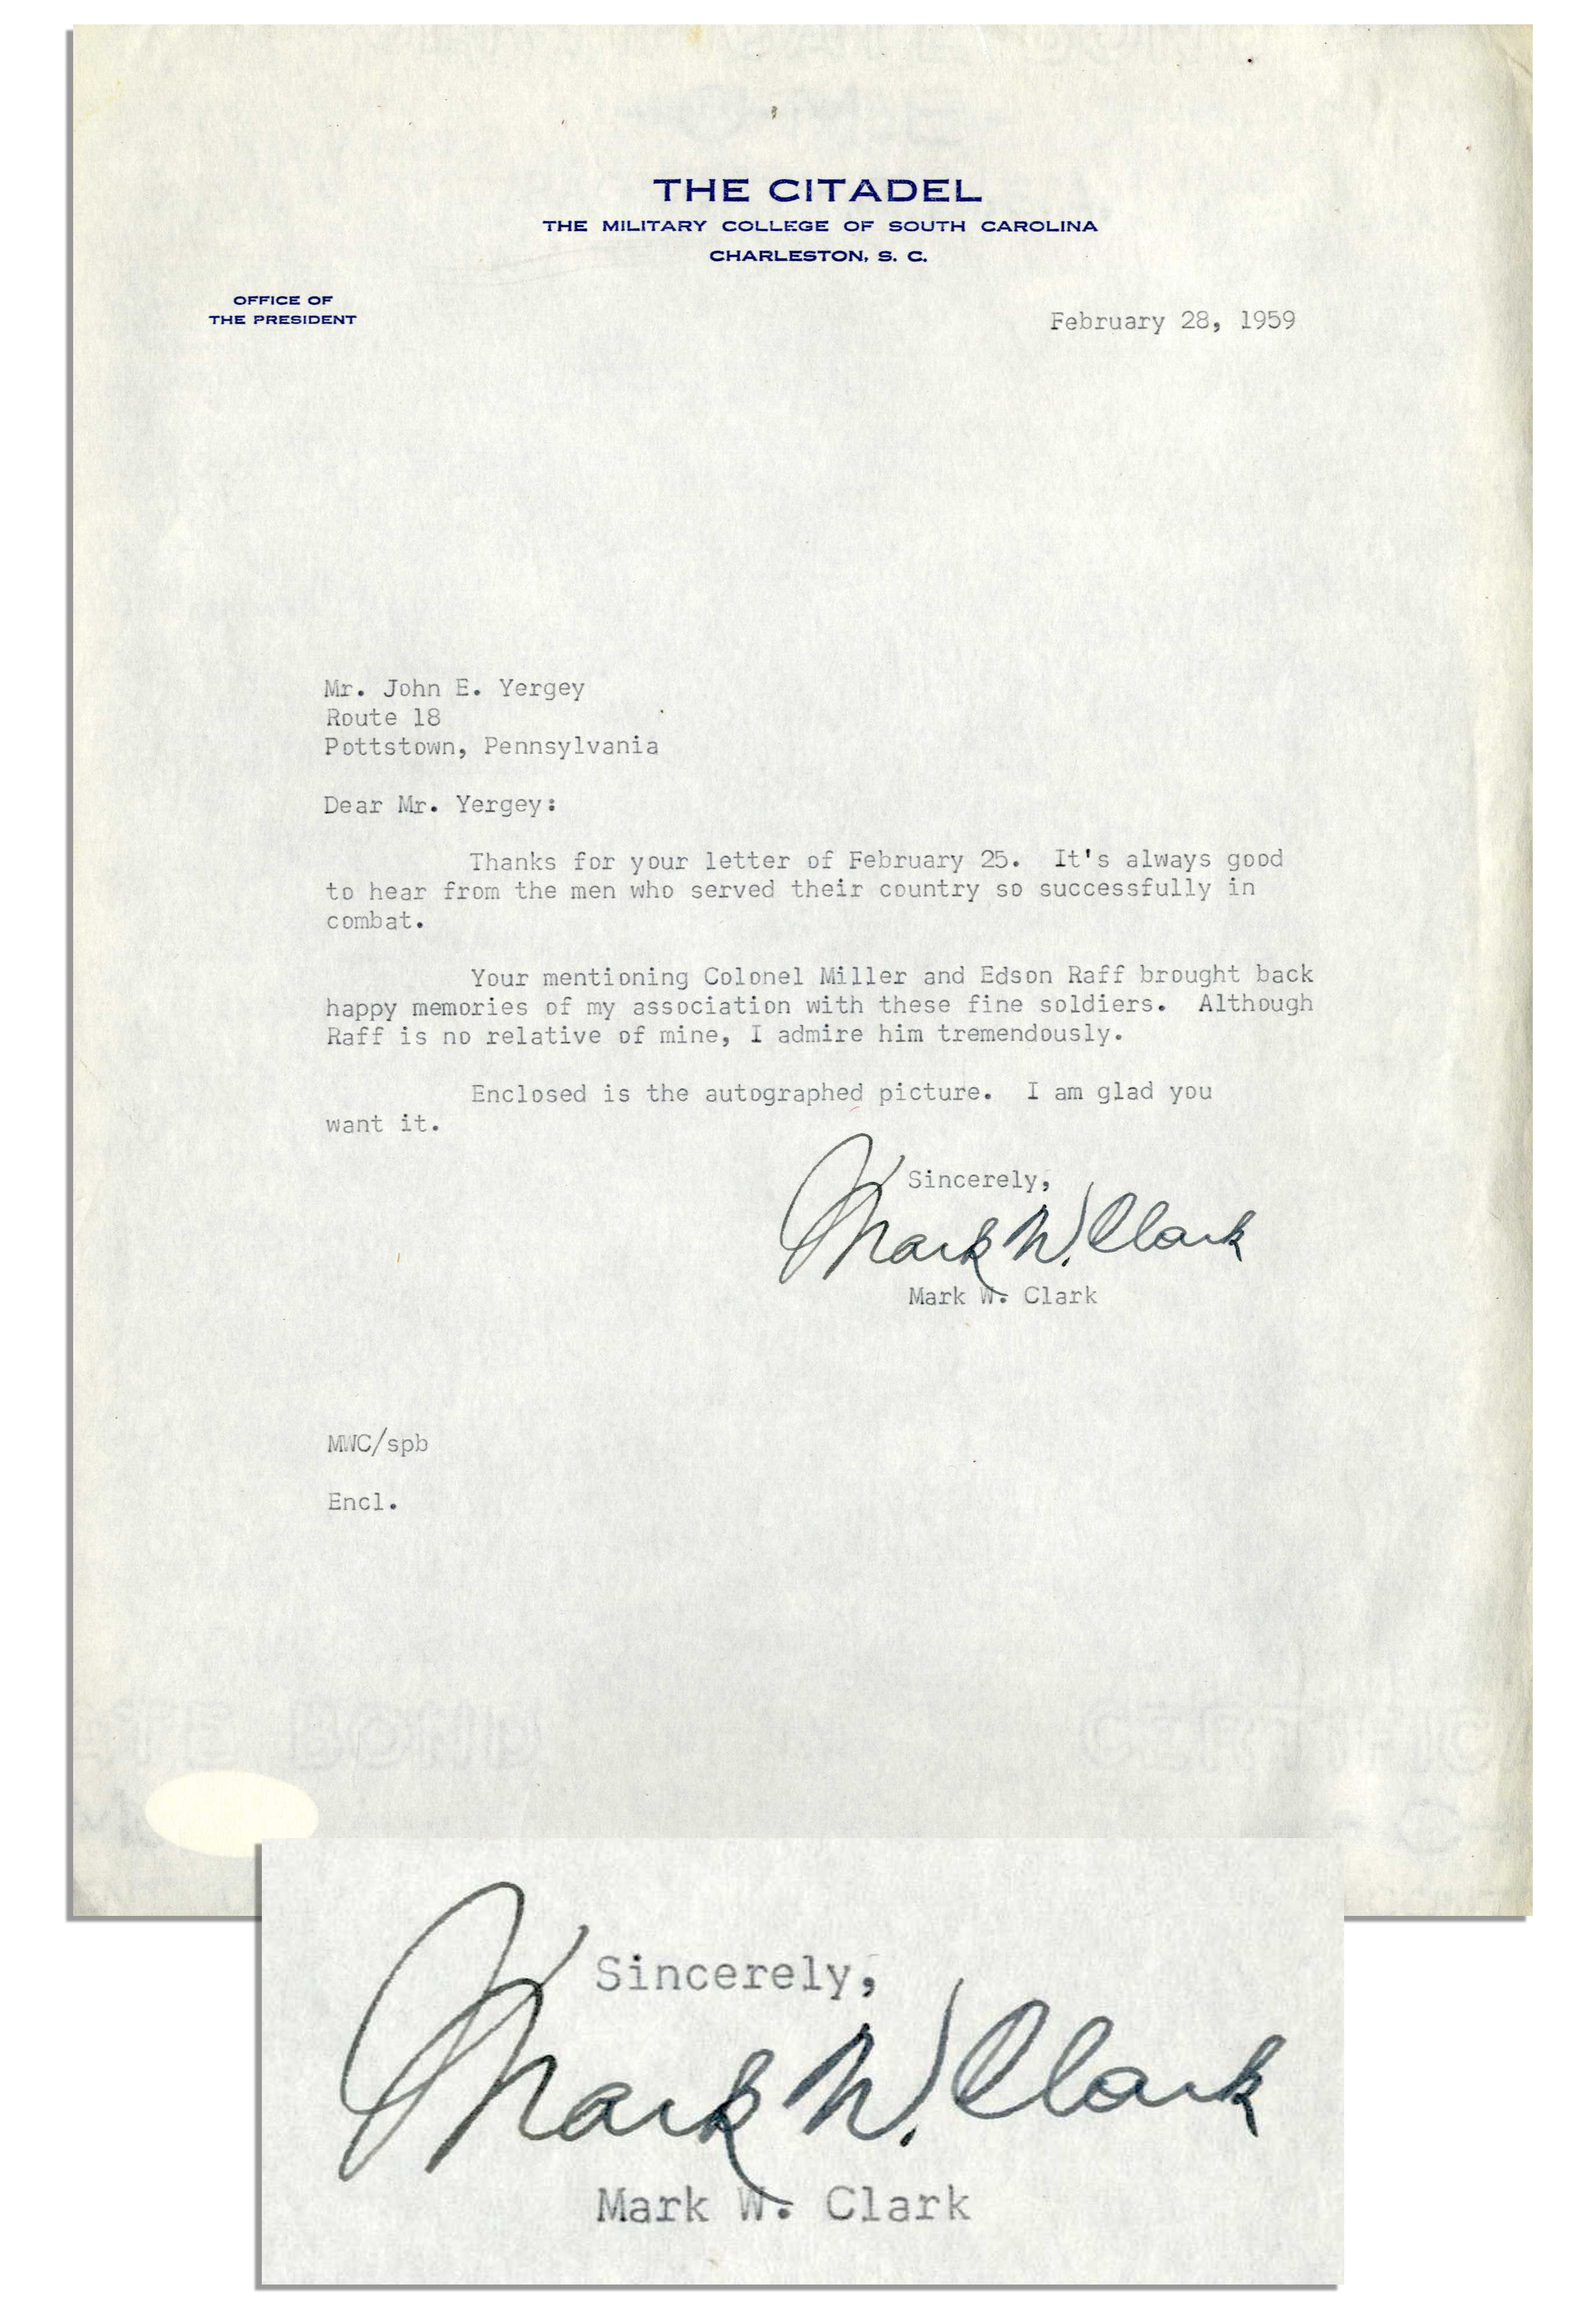 THE CITADEL
THE MILITARY COLLEGE OF SOUTH CAROLINA
CHARLESTON, S. C.
OFFICE OF
THE PRESIDENT
February 28, 1959
Mr. John E. Yergey
Route 18
Pottstown, Pennsylvania
Dear Mr. Yergey:
Thanks for your letter of February 25. It's always good
to hear from the men who served their country so successfully in
combat.
Your mentioning Colonel Miller and Edson Raff brought back
happy memories of my association with these fine soldiers. Although
Raff is no relative of mine, I admire him tremendously.
Enclosed is the autographed picture. I am glad you
want it.
Sincerely,
Mark W. Clark
Mark W. Clark
MWC/spb
Encl.
Sincerely,
Mark W. Clark
Mark W. Clark